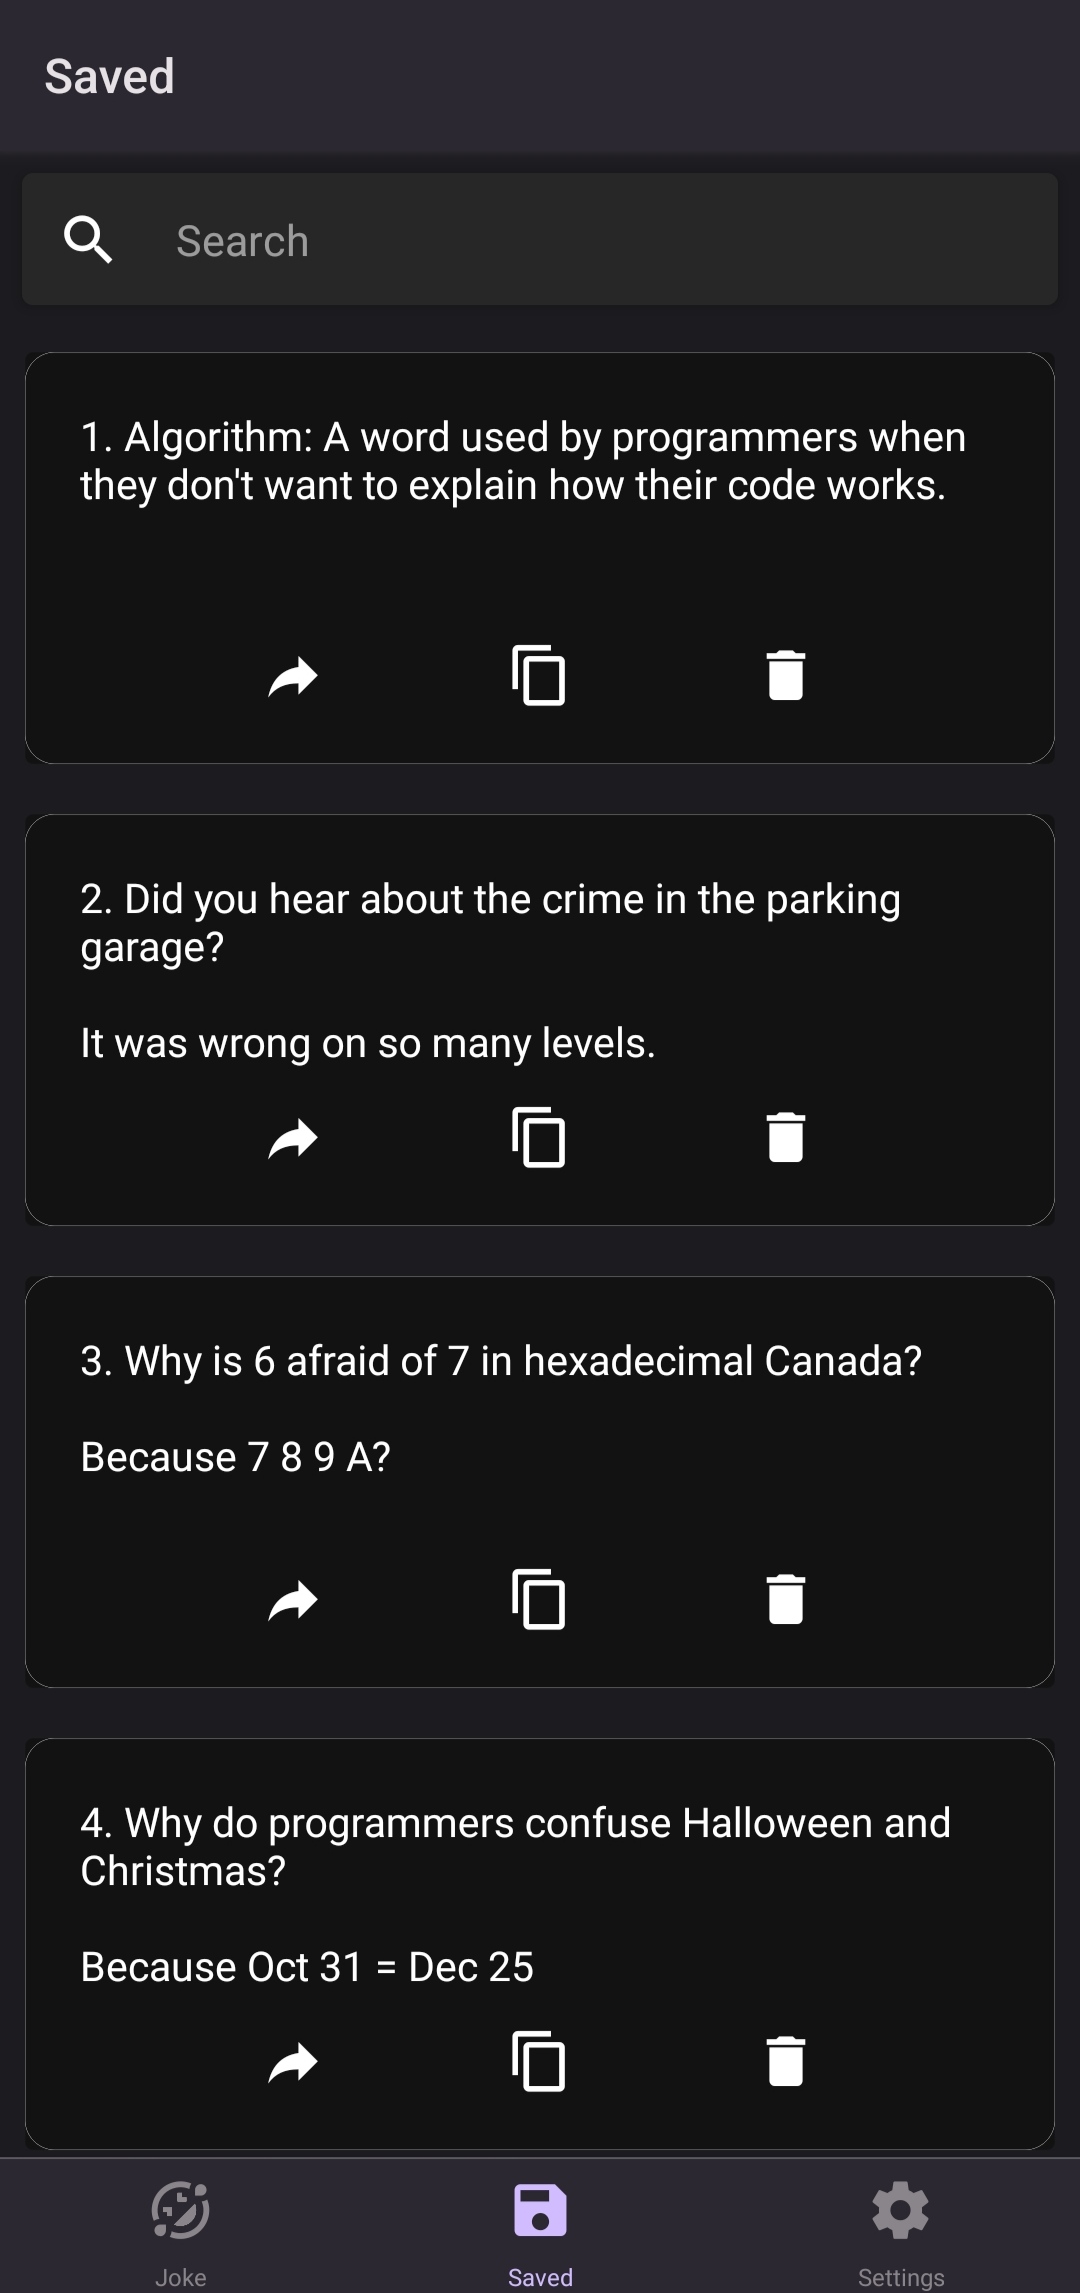 Saved
Search
1. Algorithm: A word used by programmers when
they don't want to explain how their code works.
2. Did you hear about the crime in the parking
garage?
It was wrong on so many levels.
3. Why is 6 afraid of 7 in hexadecimal Canada?
Because 7 8 9 A?
4. Why do programmers confuse Halloween and
Christmas?
Because Oct 31 = Dec 25
Joke
Saved
Settings